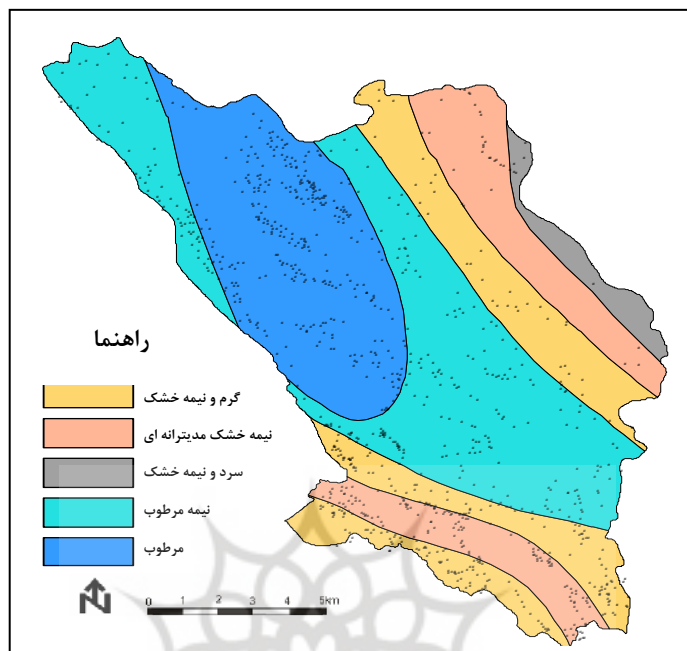 راهنما
گرم و نیمه خشک
نیمه خشک مدیترانه ای
سرد و نیمه خشک
نیمه مرطوب
مرطوب
N
0 1 2 3 4 5km